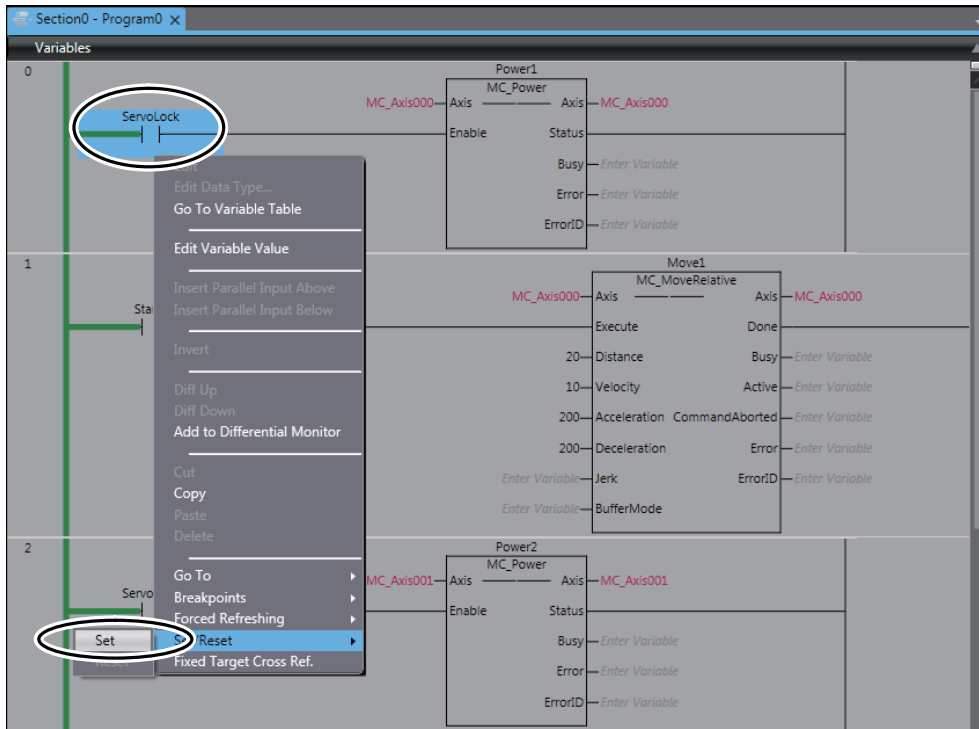 Section0 - Program0
Variables
0
Power1
MC_Power
MC_Axis000 Axis Axis MC_Axis000
ServoLock
Enable Status
Busy Enter Variable
Error Enter Variable
ErrorID Enter Variable
Edit
Edit Data Type...
Go To Variable Table
Edit Variable Value
Insert Parallel Input Above
Insert Parallel Input Below
Invert
Diff Up
Diff Down
Add to Differential Monitor
Cut
Copy
Paste
Delete
Go To
Breakpoints
Forced Refreshing
Set/Reset
Fixed Target Cross Ref.
Set
Reset
1
Move1
MC_MoveRelative
MC_Axis000 Axis Axis MC_Axis000
Sta
Execute Done
20 Distance Busy Enter Variable
10 Velocity Active Enter Variable
200 Acceleration CommandAborted Enter Variable
200 Deceleration Error Enter Variable
Enter Variable Jerk ErrorID Enter Variable
Enter Variable BufferMode
2
Power2
MC_Power
MC_Axis001 Axis Axis MC_Axis001
Servo
Enable Status
Busy Enter Variable
Error Enter Variable
ErrorID Enter Variable